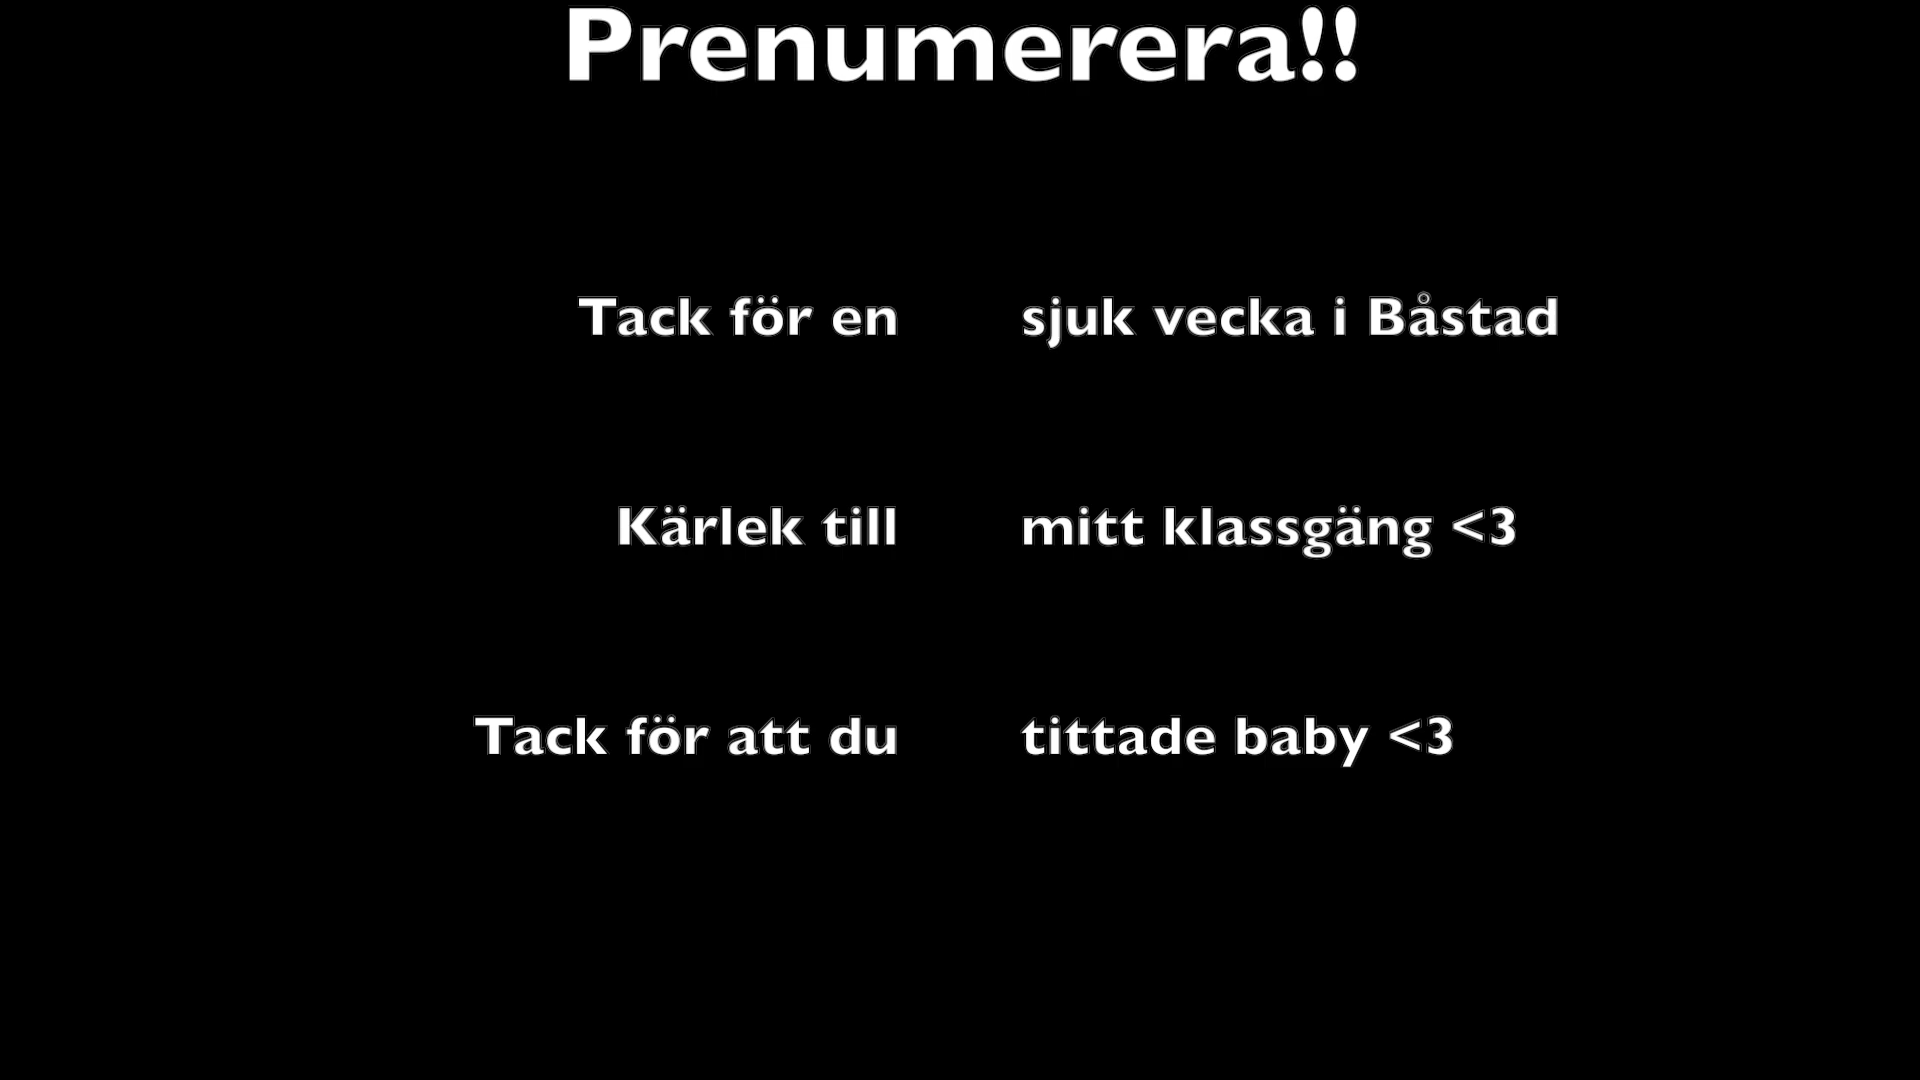 Prenumerera!!
Tack för en sjuk vecka i Båstad
Kärlek till mitt klassgäng <3
Tack för att du tittade baby <3